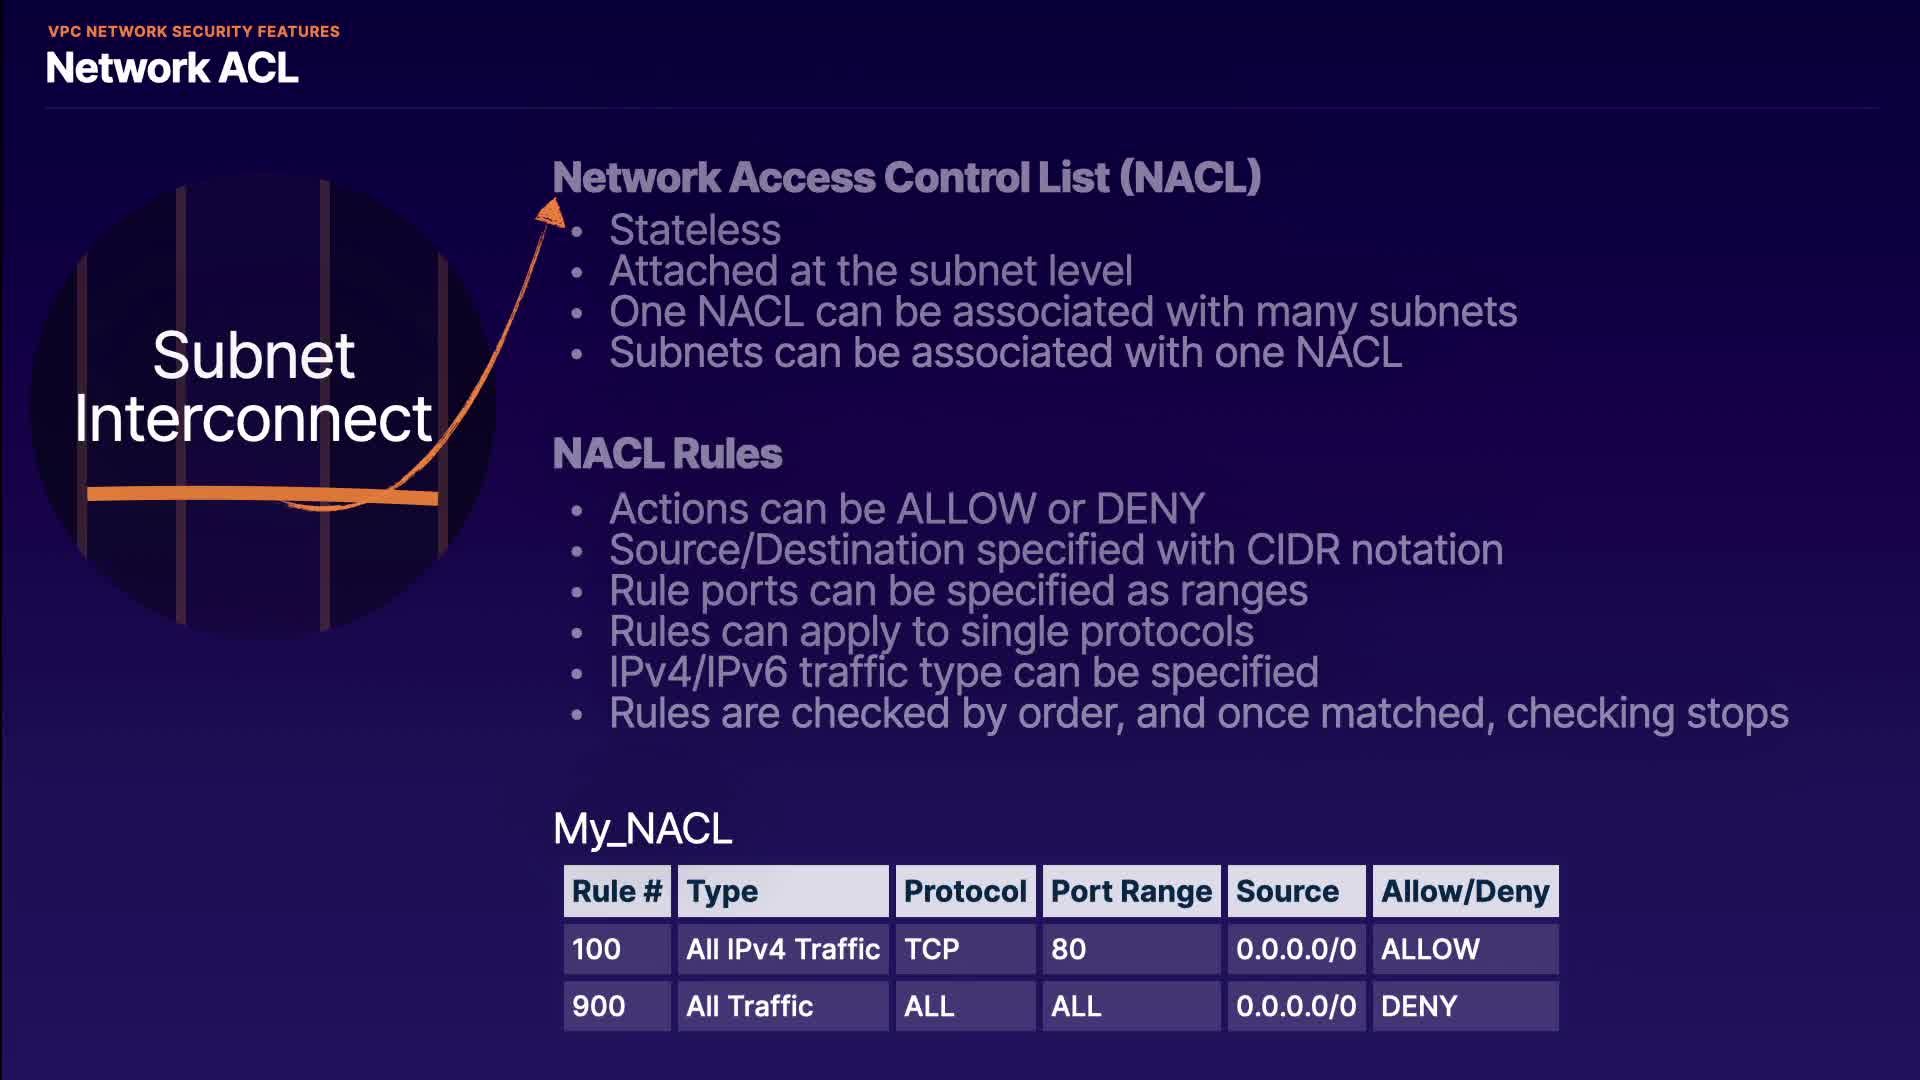 VPC NETWORK SECURITY FEATURES
Network ACL
Subnet
Interconnect
Network Access Control List (NACL)
• Stateless
• Attached at the subnet level
• One NACL can be associated with many subnets
• Subnets can be associated with one NACL
NACL Rules
• Actions can be ALLOW or DENY
• Source/Destination specified with CIDR notation
• Rule ports can be specified as ranges
• Rules can apply to single protocols
• IPv4/IPv6 traffic type can be specified
• Rules are checked by order, and once matched, checking stops
My_NACL
Rule # Type Protocol Port Range Source Allow/Deny
100 All IPv4 Traffic TCP 80 0.0.0.0/0 ALLOW
900 All Traffic ALL ALL 0.0.0.0/0 DENY